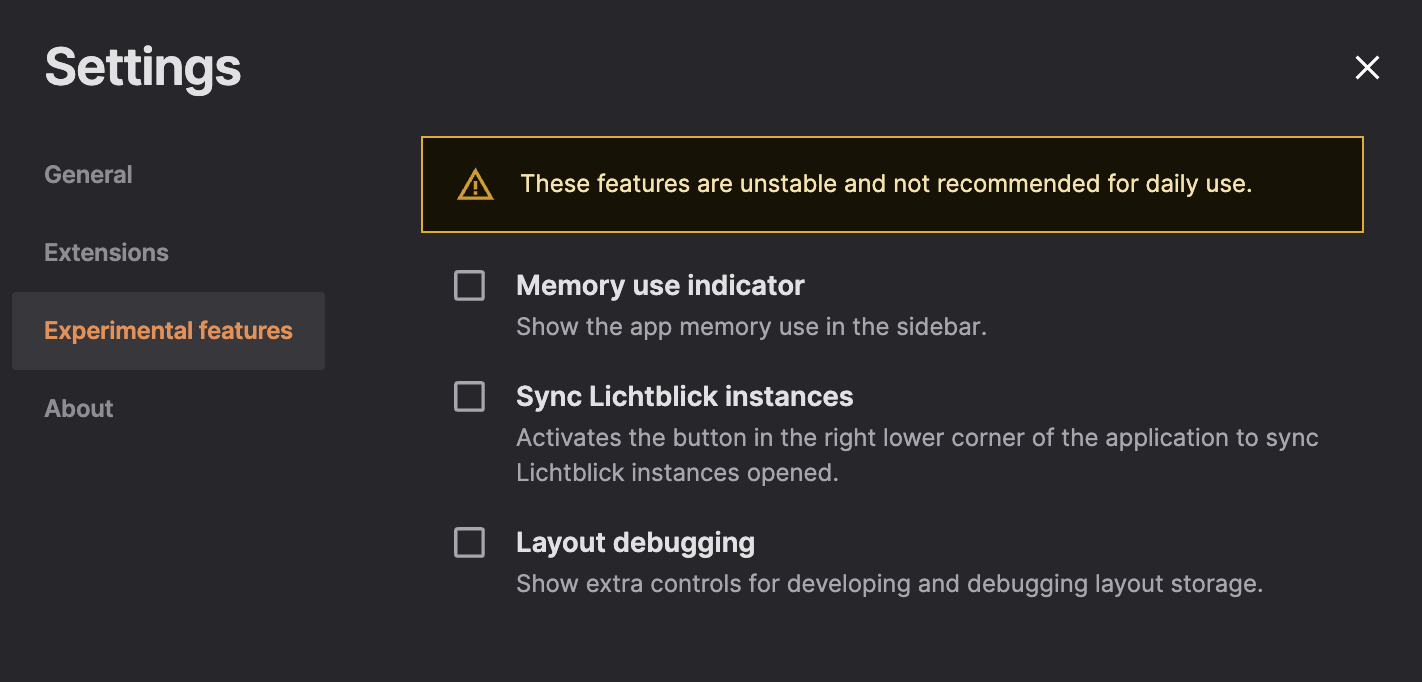 Settings
General
Extensions
Experimental features
About
These features are unstable and not recommended for daily use.
Memory use indicator
Show the app memory use in the sidebar.
Sync Lichtblick instances
Activates the button in the right lower corner of the application to sync
Lichtblick instances opened.
Layout debugging
Show extra controls for developing and debugging layout storage.